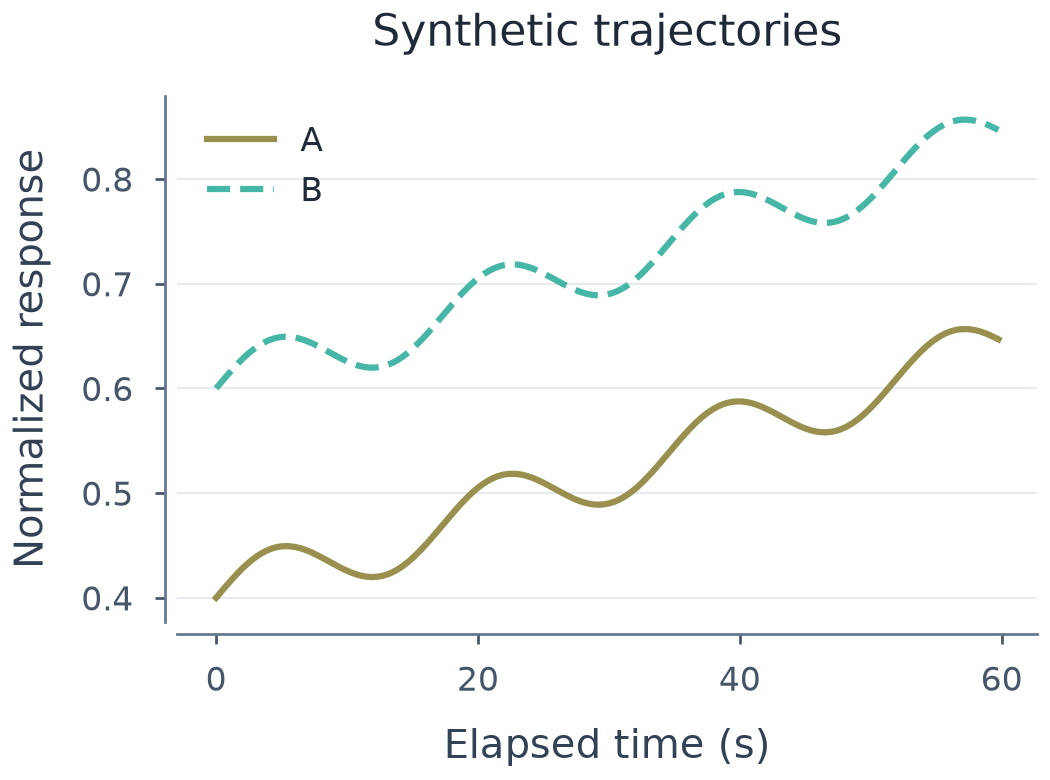 Synthetic trajectories
A
B
Normalized response
0.8
0.7
0.6
0.5
0.4
0 20 40 60
Elapsed time (s)